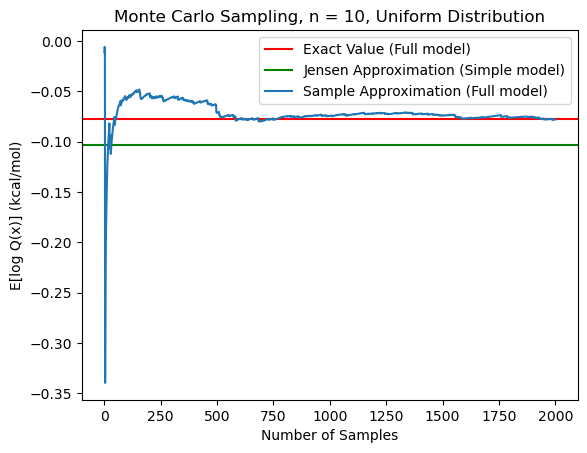 Monte Carlo Sampling, n = 10, Uniform Distribution
Exact Value (Full model)
Jensen Approximation (Simple model)
Sample Approximation (Full model)
E[log Q(x)] (kcal/mol)
0.00
−0.05
−0.10
−0.15
−0.20
−0.25
−0.30
−0.35
0 250 500 750 1000 1250 1500 1750 2000
Number of Samples